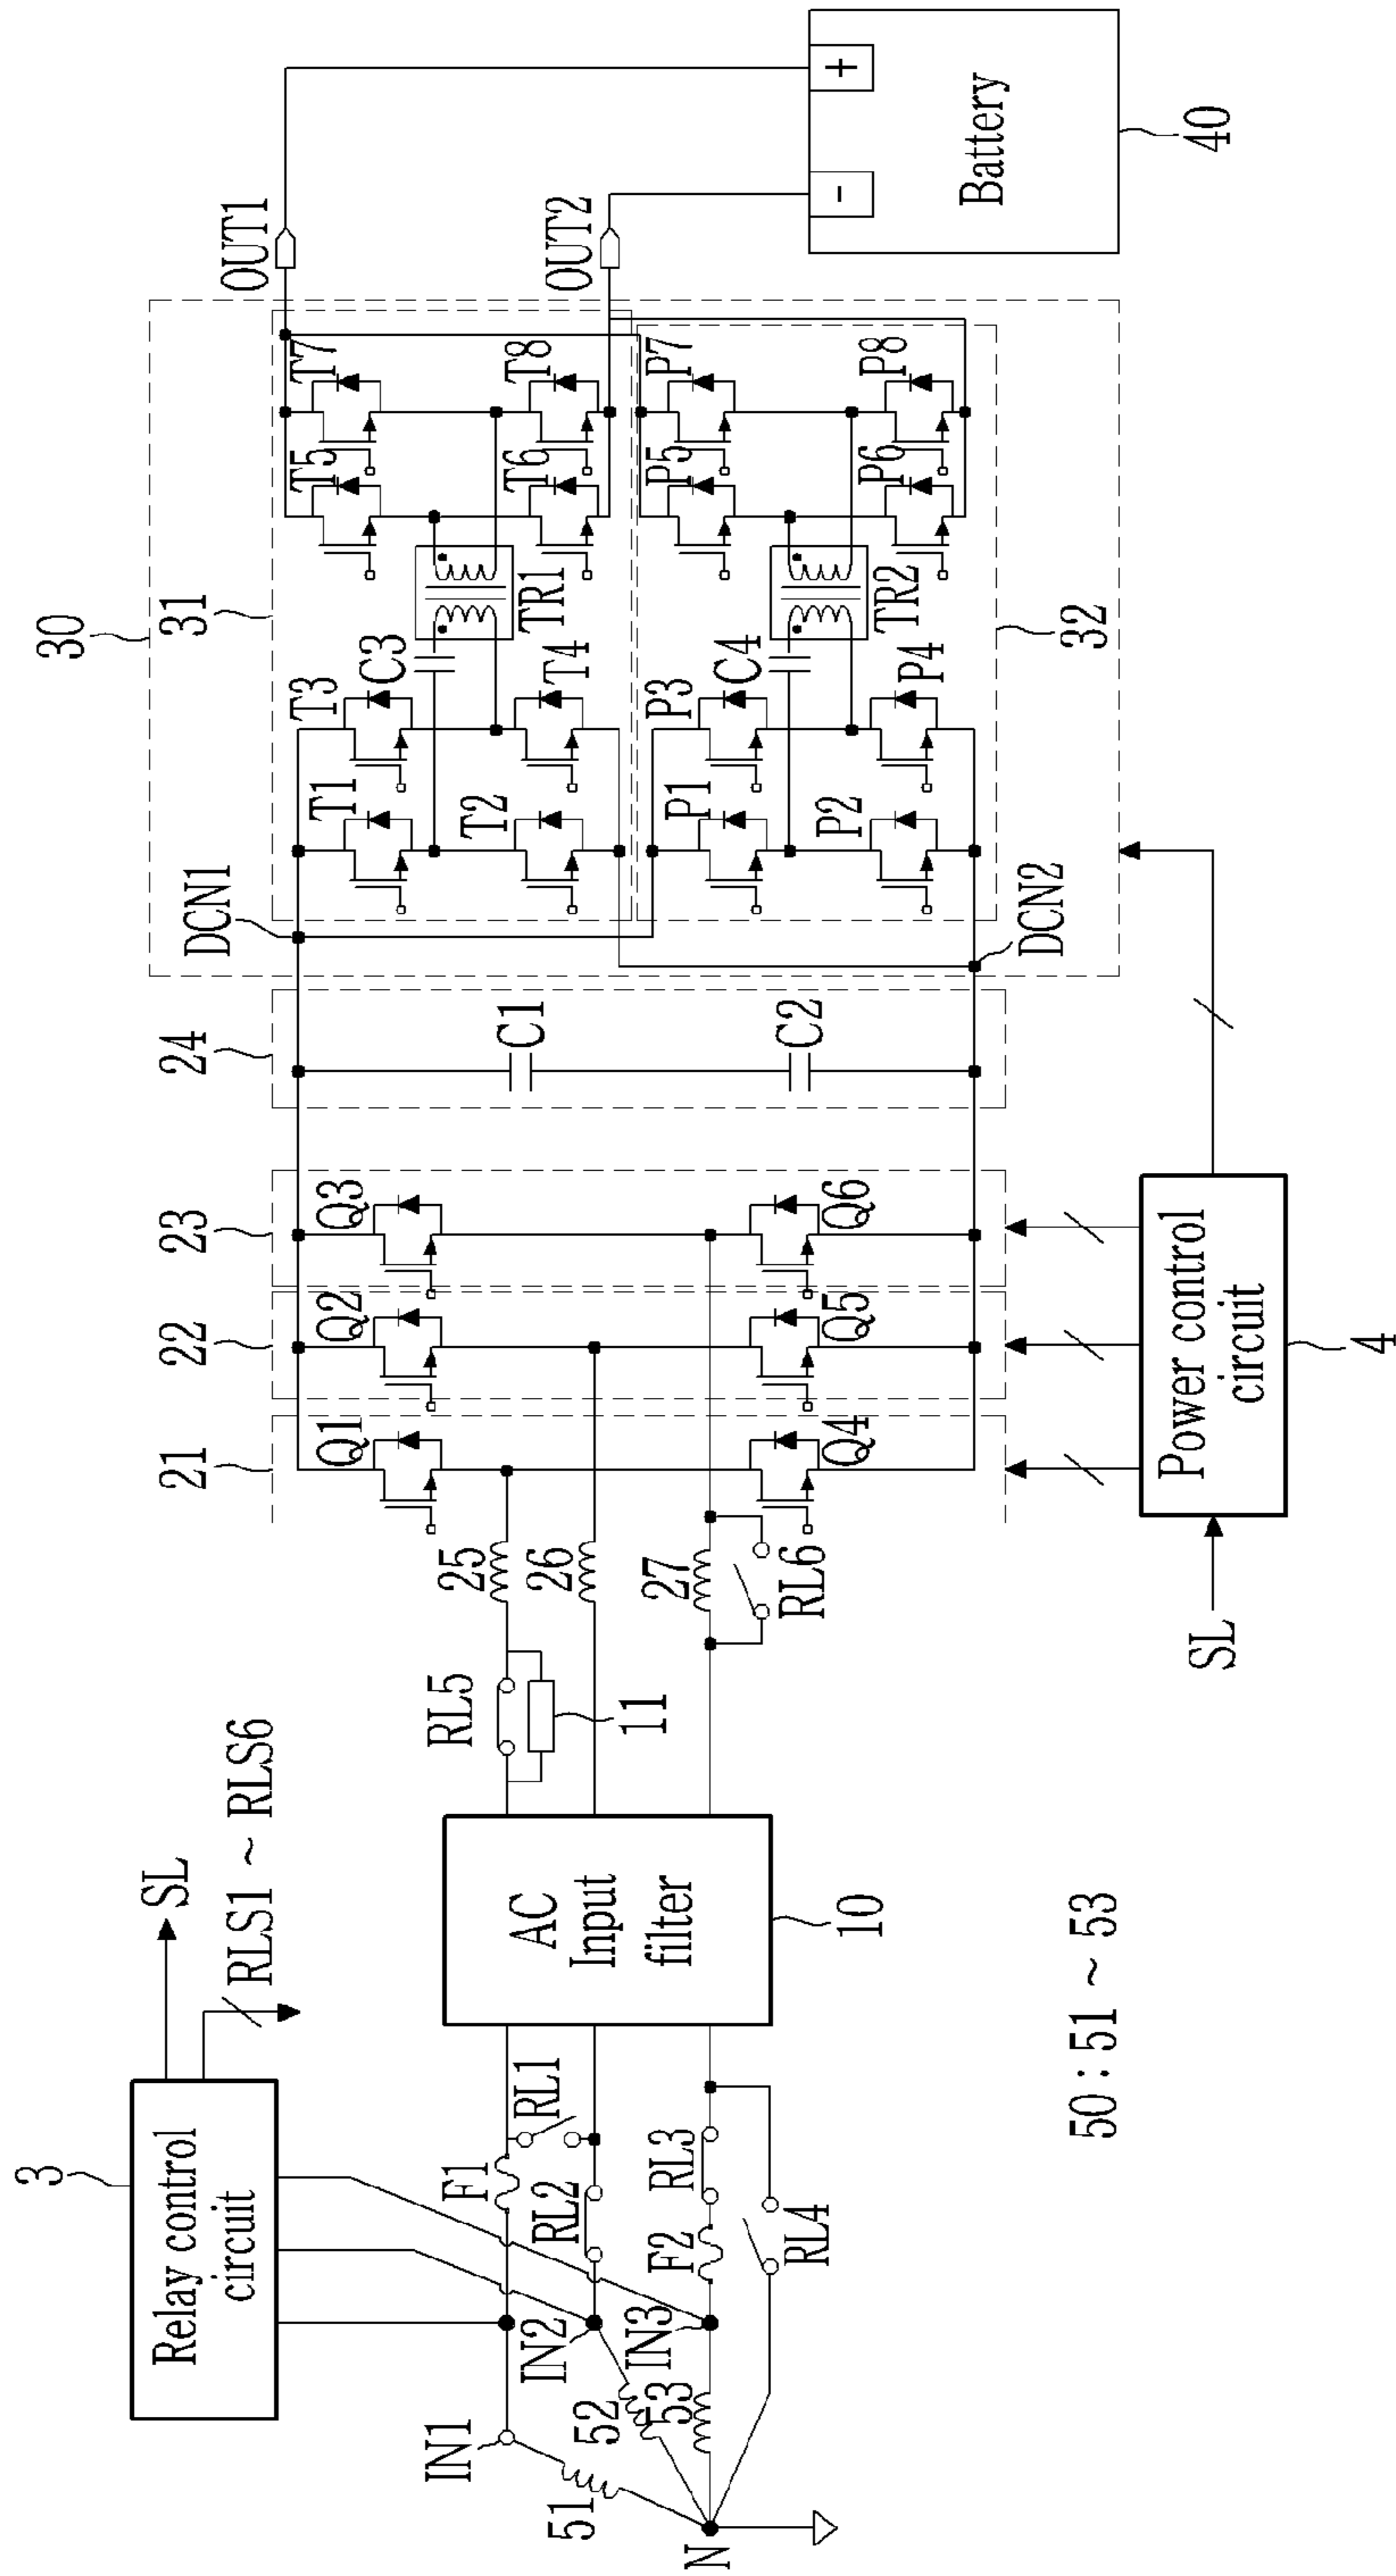 30
31
OUT1
DCN1
T1
T3
C3
T5
T7
24
TR1
T2
T4
T6
T8
OUT2
+
-
Battery
40
23
22
21
Q1
Q2
Q3
C1
P1
P3
C4
P5
P7
TR2
C2
P2
P4
P6
P8
32
DCN2
Q4
Q5
Q6
25
26
27
RL6
RL5
11
SL
Power control
circuit
4
3
Relay control
circuit
SL
RLS1 ~ RLS6
IN1
F1
RL1
IN2
RL2
AC
Input
filter
10
51
52
53
IN3
F2
RL3
RL4
N
50 : 51 ~ 53